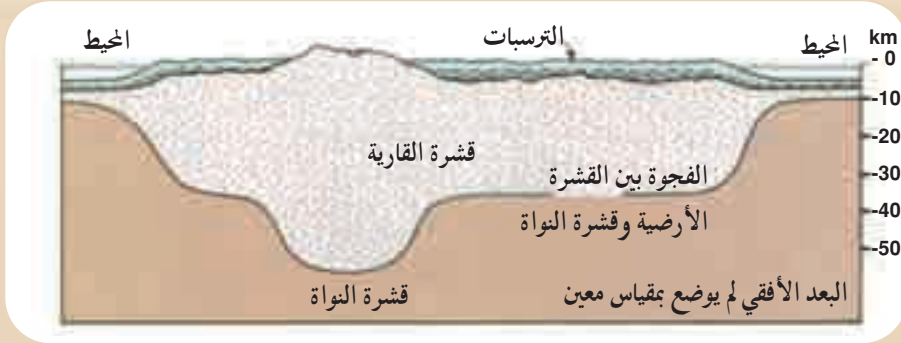 المحيط
الترسبات
المحيط
km
- 0
-10
-20
-30
-40
-50
قشرة القارية
الفجوة بين القشرة
الأرضية وقشرة النواة
قشرة النواة
البعد الأفقي لم يوضع بمقياس معين